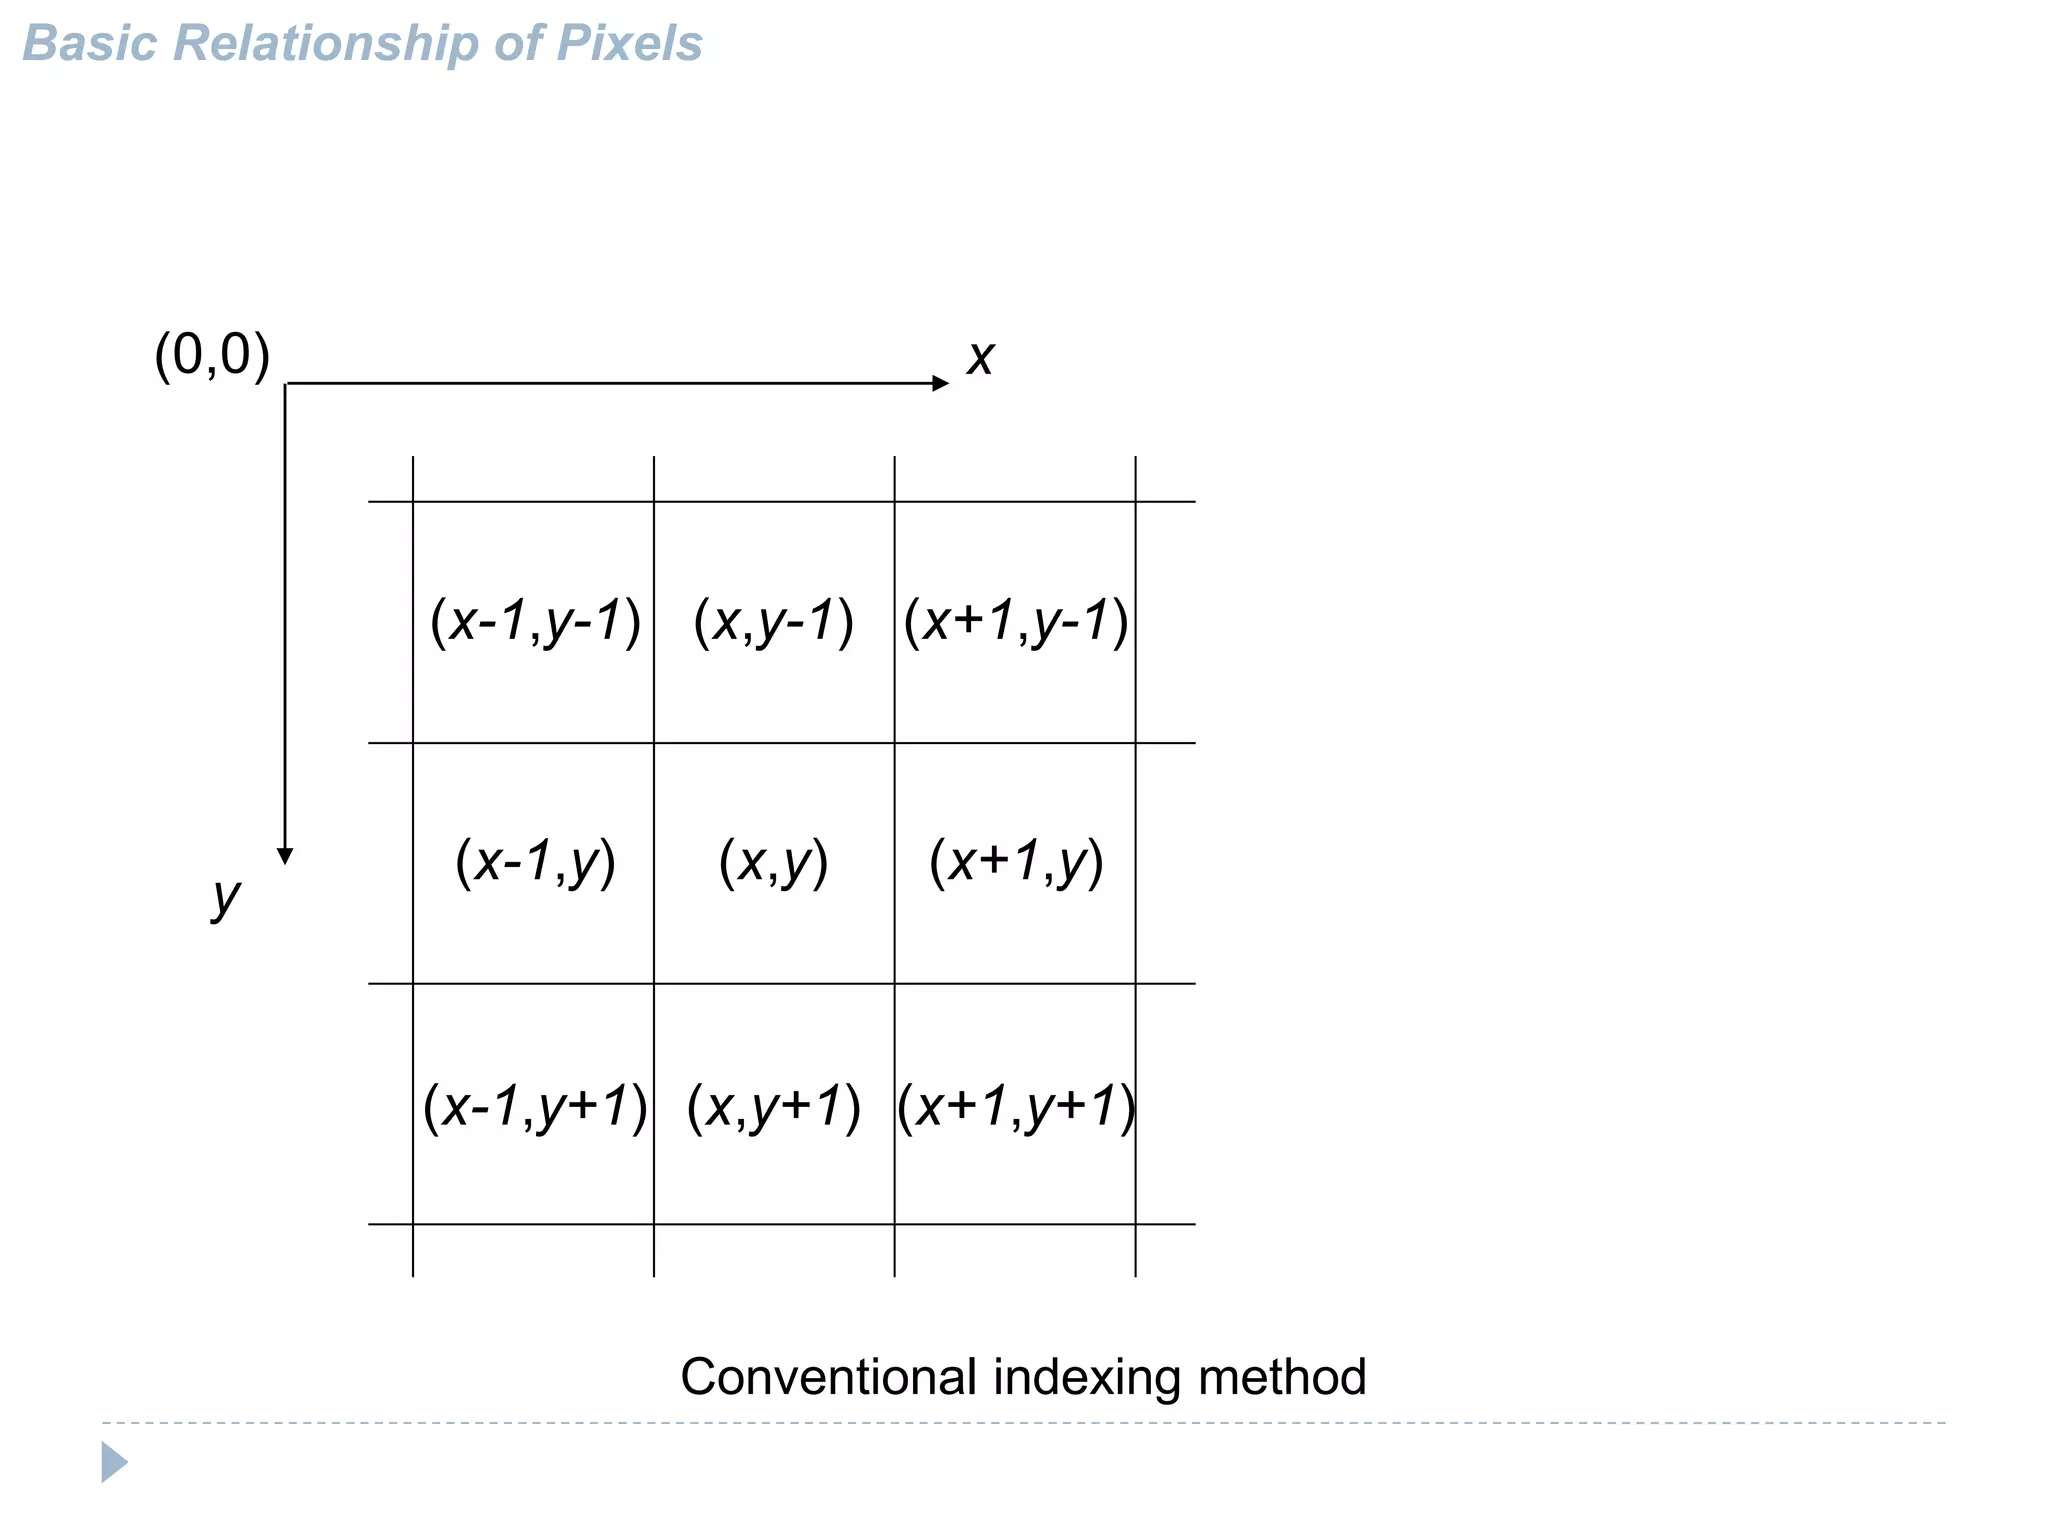 Basic Relationship of Pixels
(0,0) x
(x-1,y-1) (x,y-1) (x+1,y-1)
(x-1,y) (x,y) (x+1,y)
y
(x-1,y+1) (x,y+1) (x+1,y+1)
Conventional indexing method